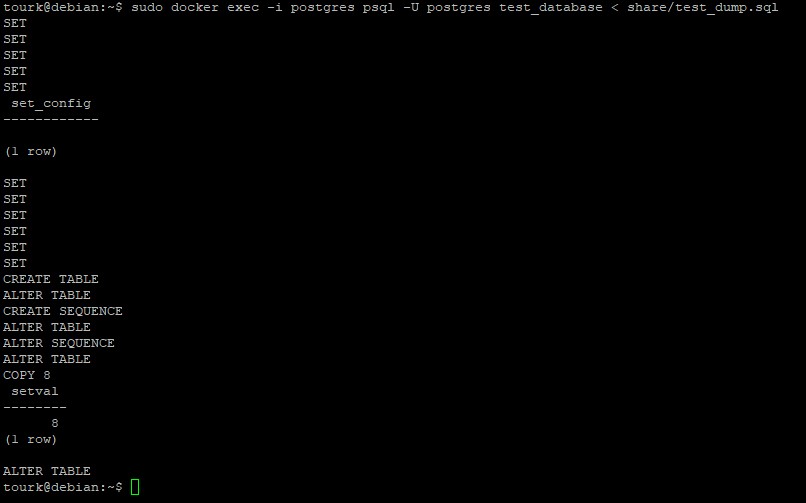 tourk@debian:~$ sudo docker exec -i postgres psql -U postgres test_database < share/test_dump.sql
SET
SET
SET
SET
SET
 set_config
------------

(1 row)

SET
SET
SET
SET
SET
SET
CREATE TABLE
ALTER TABLE
CREATE SEQUENCE
ALTER TABLE
ALTER SEQUENCE
ALTER TABLE
COPY 8
 setval
--------
      8
(1 row)

ALTER TABLE
tourk@debian:~$